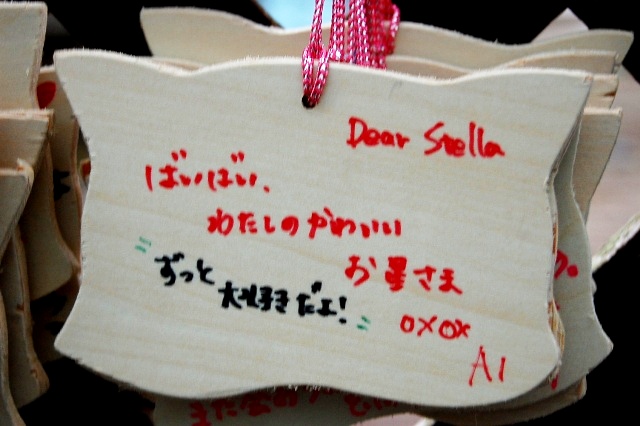 Dear Stella
ばいばい、
わたしのかわいい
お星さま
"ずっと
大好きだよ!"
oxox
AI